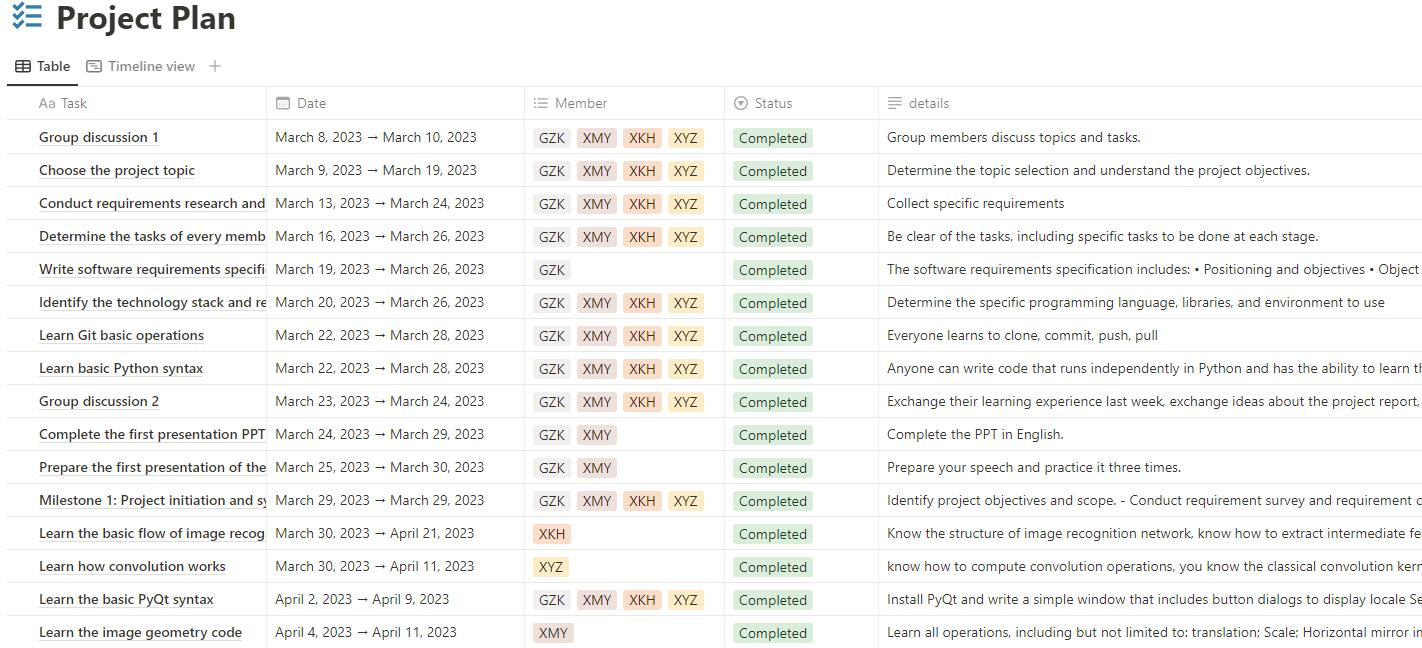 Project Plan
Table Timeline view
Aa Task Date Member Status details
Group discussion 1 March 8, 2023 → March 10, 2023 GZK XMY XKH XYZ Completed Group members discuss topics and tasks.
Choose the project topic March 9, 2023 → March 19, 2023 GZK XMY XKH XYZ Completed Determine the topic selection and understand the project objectives.
Conduct requirements research and March 13, 2023 → March 24, 2023 GZK XMY XKH XYZ Completed Collect specific requirements
Determine the tasks of every memb March 16, 2023 → March 26, 2023 GZK XMY XKH XYZ Completed Be clear of the tasks, including specific tasks to be done at each stage.
Write software requirements specifi March 19, 2023 → March 26, 2023 GZK Completed The software requirements specification includes: • Positioning and objectives • Object
Identify the technology stack and re March 20, 2023 → March 26, 2023 GZK XMY XKH XYZ Completed Determine the specific programming language, libraries, and environment to use
Learn Git basic operations March 22, 2023 → March 28, 2023 GZK XMY XKH XYZ Completed Everyone learns to clone, commit, push, pull
Learn basic Python syntax March 22, 2023 → March 28, 2023 GZK XMY XKH XYZ Completed Anyone can write code that runs independently in Python and has the ability to learn th
Group discussion 2 March 23, 2023 → March 24, 2023 GZK XMY XKH XYZ Completed Exchange their learning experience last week, exchange ideas about the project report,
Complete the first presentation PPT March 24, 2023 → March 29, 2023 GZK XMY Completed Complete the PPT in English.
Prepare the first presentation of the March 25, 2023 → March 30, 2023 GZK XMY Completed Prepare your speech and practice it three times.
Milestone 1: Project initiation and sy March 29, 2023 → March 29, 2023 GZK XMY XKH XYZ Completed Identify project objectives and scope. - Conduct requirement survey and requirement
Learn the basic flow of image recog March 30, 2023 → April 21, 2023 XKH Completed Know the structure of image recognition network, know how to extract intermediate fe
Learn how convolution works March 30, 2023 → April 11, 2023 XYZ Completed know how to compute convolution operations, you know the classical convolution kern
Learn the basic PyQt syntax April 2, 2023 → April 9, 2023 GZK XMY XKH XYZ Completed Install PyQt and write a simple window that includes button dialogs to display locale Se
Learn the image geometry code April 4, 2023 → April 11, 2023 XMY Completed Learn all operations, including but not limited to: translation; Scale; Horizontal mirror